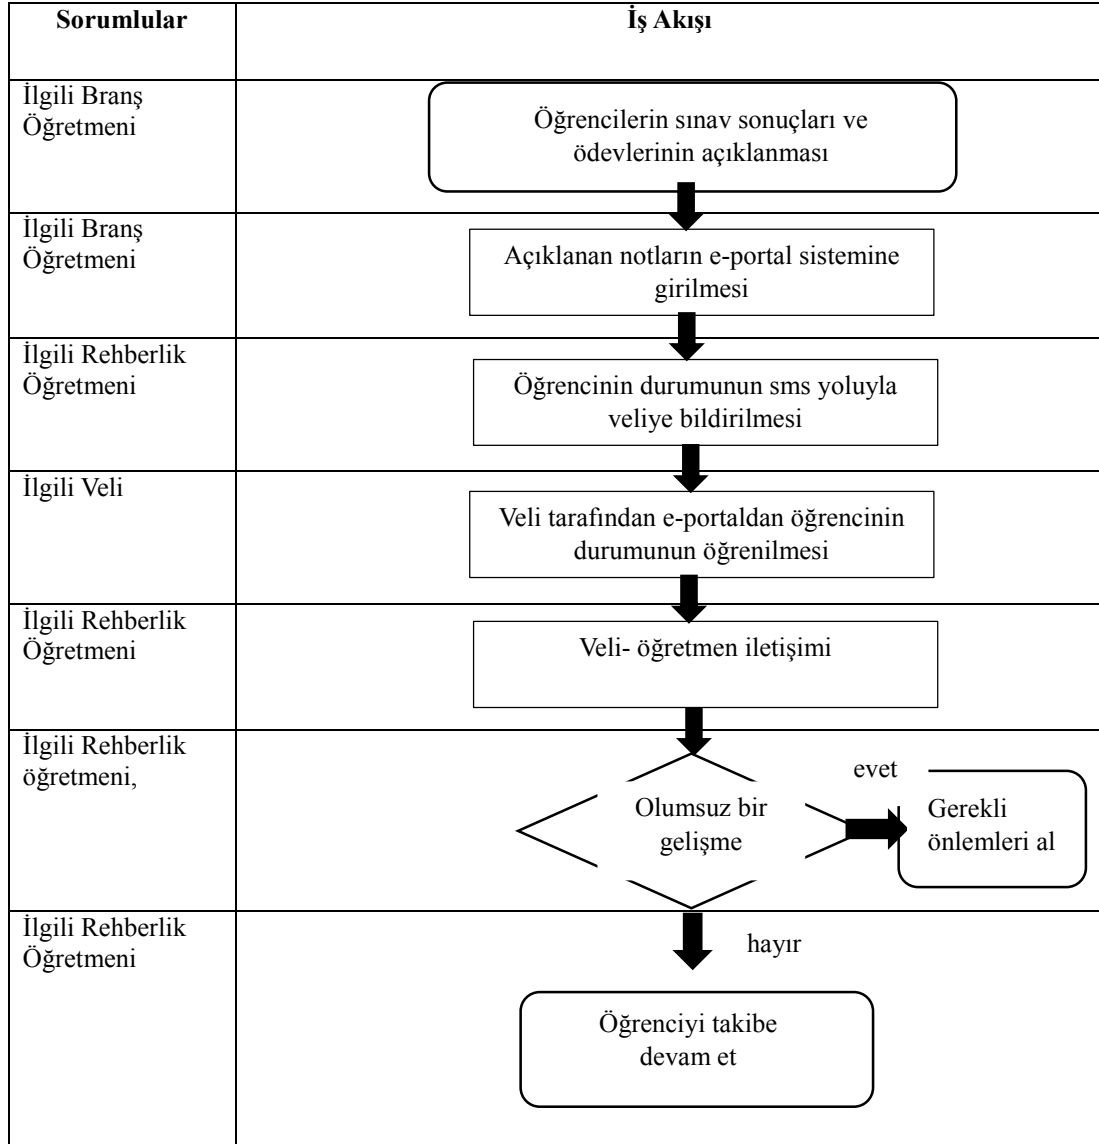 Sorumlular
İş Akışı
İlgili Branş
Öğretmeni
Öğrencilerin sınav sonuçları ve
ödevlerinin açıklanması
İlgili Branş
Öğretmeni
Açıklanan notların e-portal sistemine
girilmesi
İlgili Rehberlik
Öğretmeni
Öğrencinin durumunun sms yoluyla
veliye bildirilmesi
İlgili Veli
Veli tarafından e-portaldan öğrencinin
durumunun öğrenilmesi
İlgili Rehberlik
Öğretmeni
Veli- öğretmen iletişimi
İlgili Rehberlik
öğretmeni,
Olumsuz bir
gelişme
evet
Gerekli
önlemleri al
İlgili Rehberlik
Öğretmeni
hayır
Öğrenciyi takibe
devam et